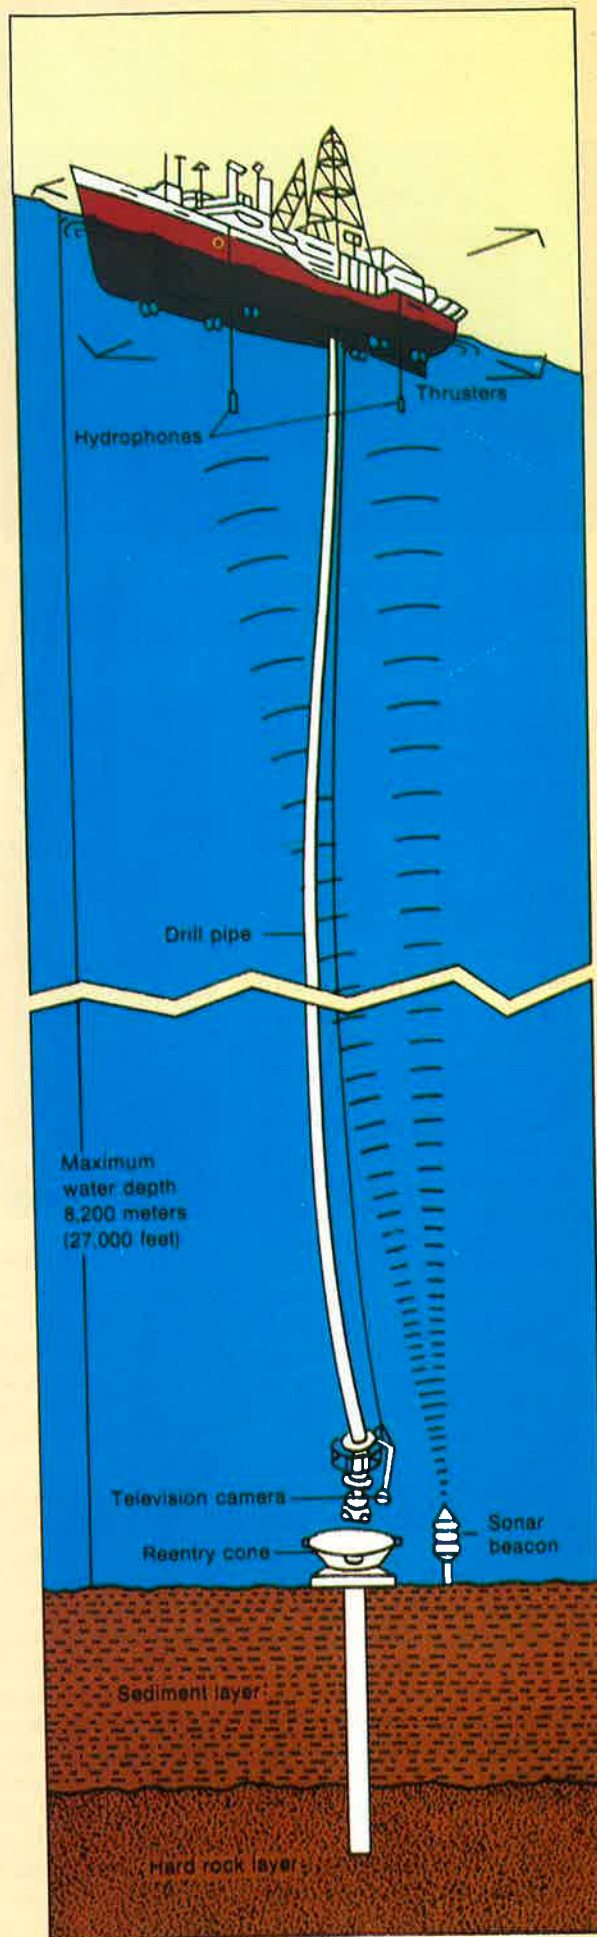 Thrusters
Hydrophones
Drill pipe
Maximum
water depth
8,200 meters
(27,000 feet)
Television camera
Sonar
beacon
Reentry cone
Sediment layer
Hard rock layer